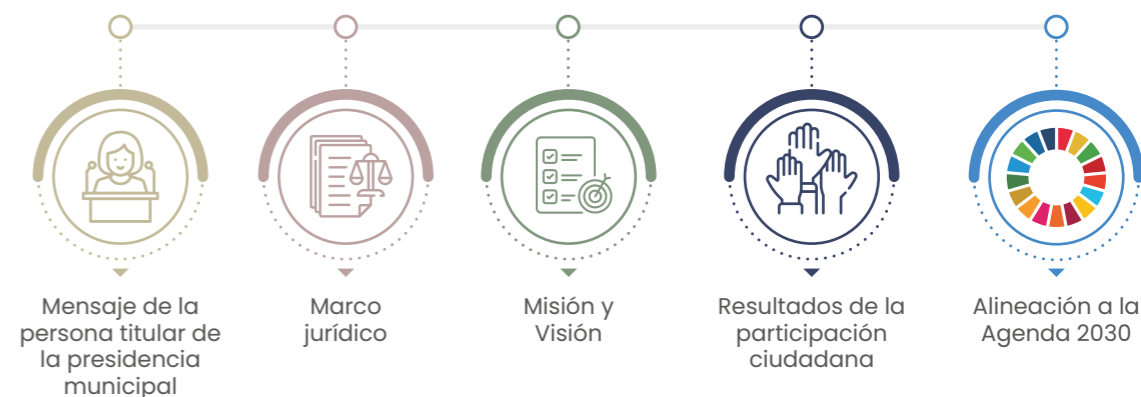 Mensaje de la
persona titular de
la presidencia
municipal
Marco
jurídico
Misión y
Visión
Resultados de la
participación
ciudadana
Alineación a la
Agenda 2030